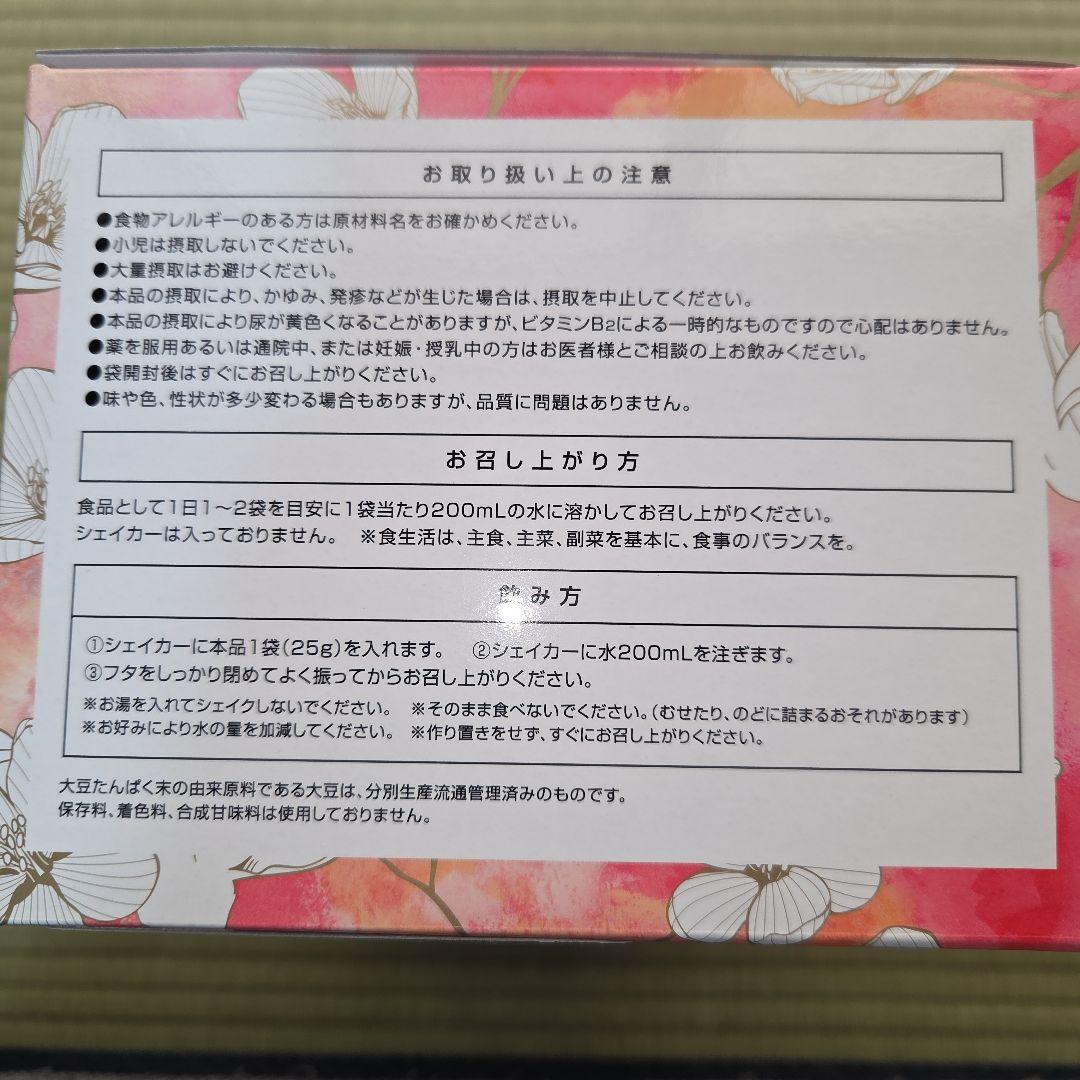 お取り扱い上の注意
●食物アレルギーのある方は原材料名をお確かめください。
●小児は摂取しないでください。
●大量摂取はお避けください。
●本品の摂取により、かゆみ、発疹などが生じた場合は、摂取を中止してください。
●本品の摂取により尿が黄色くなることがありますが、ビタミンB2による一時的なものですので心配はありません。
●薬を服用あるいは通院中、または妊娠・授乳中の方はお医者様とご相談の上お飲みください。
●袋開封後はすぐにお召し上がりください。
●味や色、性状が多少変わる場合もありますが、品質に問題はありません。
お召し上がり方
食品として1日1～2袋を目安に1袋当たり200mLの水に溶かしてお召し上がりください。
シェイカーは入っておりません。 ※食生活は、主食、主菜、副菜を基本に、食事のバランスを。
飲み方
①シェイカーに本品1袋(25g)を入れます。 ②シェイカーに水200mLを注ぎます。
③フタをしっかり閉めてよく振ってからお召し上がりください。
※お湯を入れてシェイクしないでください。 ※そのまま食べないでください。(むせたり、のどに詰まるおそれがあります)
※お好みにより水の量を加減してください。 ※作り置きをせず、すぐにお召し上がりください。
大豆たんぱく末の由来原料である大豆は、分別生産流通管理済みのものです。
保存料、着色料、合成甘味料は使用しておりません。